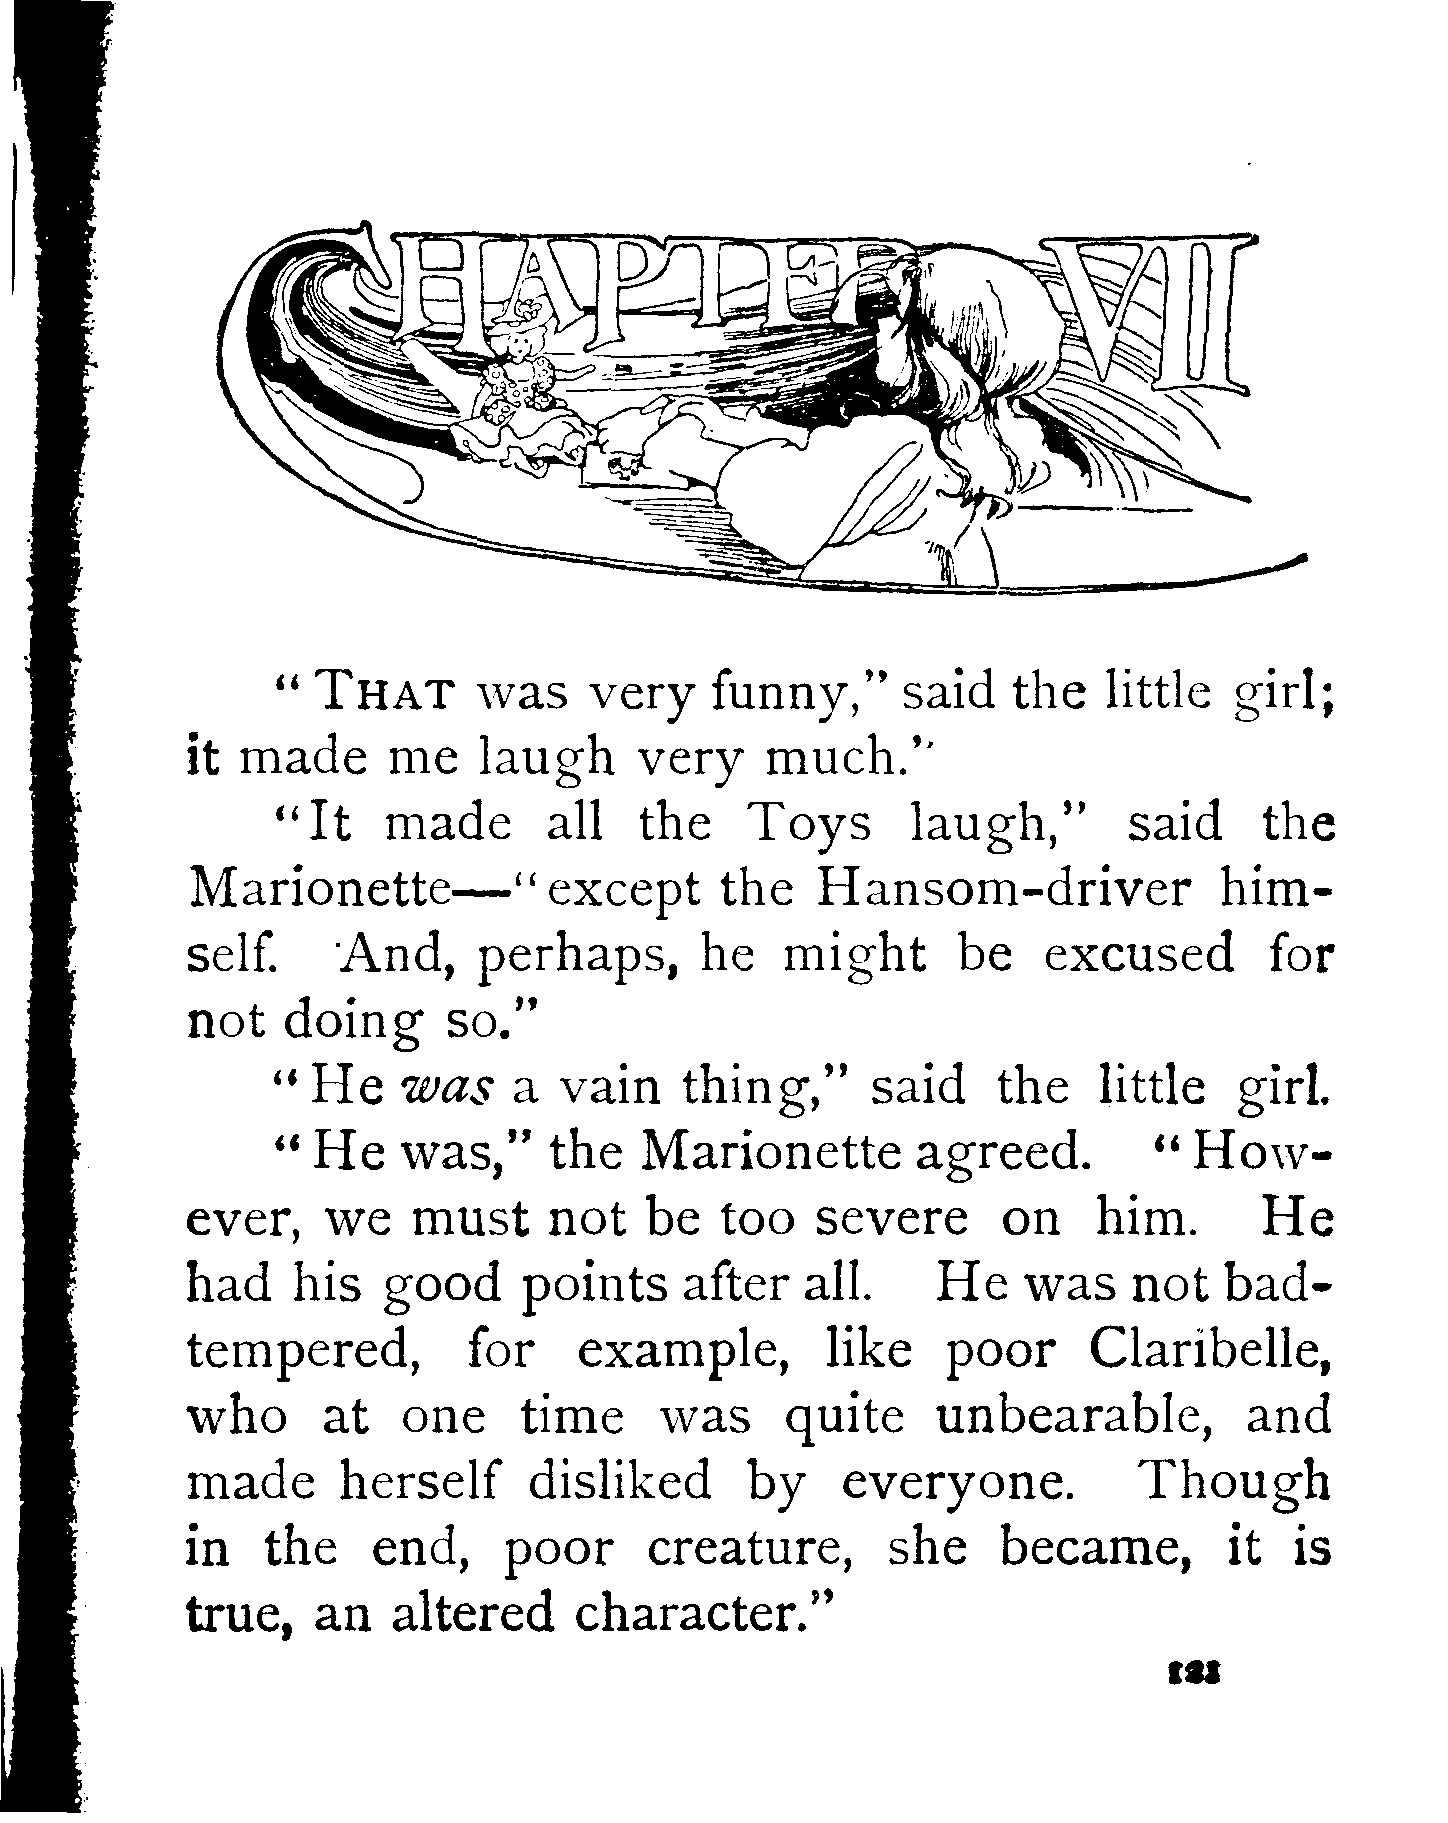 CHAPTER VII
“ THAT was very funny,” said the little girl;
it made me laugh very much.”
“It made all the Toys laugh,” said the
Marionette—“except the Hansom-driver him-
self. And, perhaps, he might be excused for
not doing so.”
“ He was a vain thing,” said the little girl.
“ He was,” the Marionette agreed. “ How-
ever, we must not be too severe on him. He
had his good points after all. He was not bad-
tempered, for example, like poor Claribelle,
who at one time was quite unbearable, and
made herself disliked by everyone. Though
in the end, poor creature, she became, it is
true, an altered character.”
121